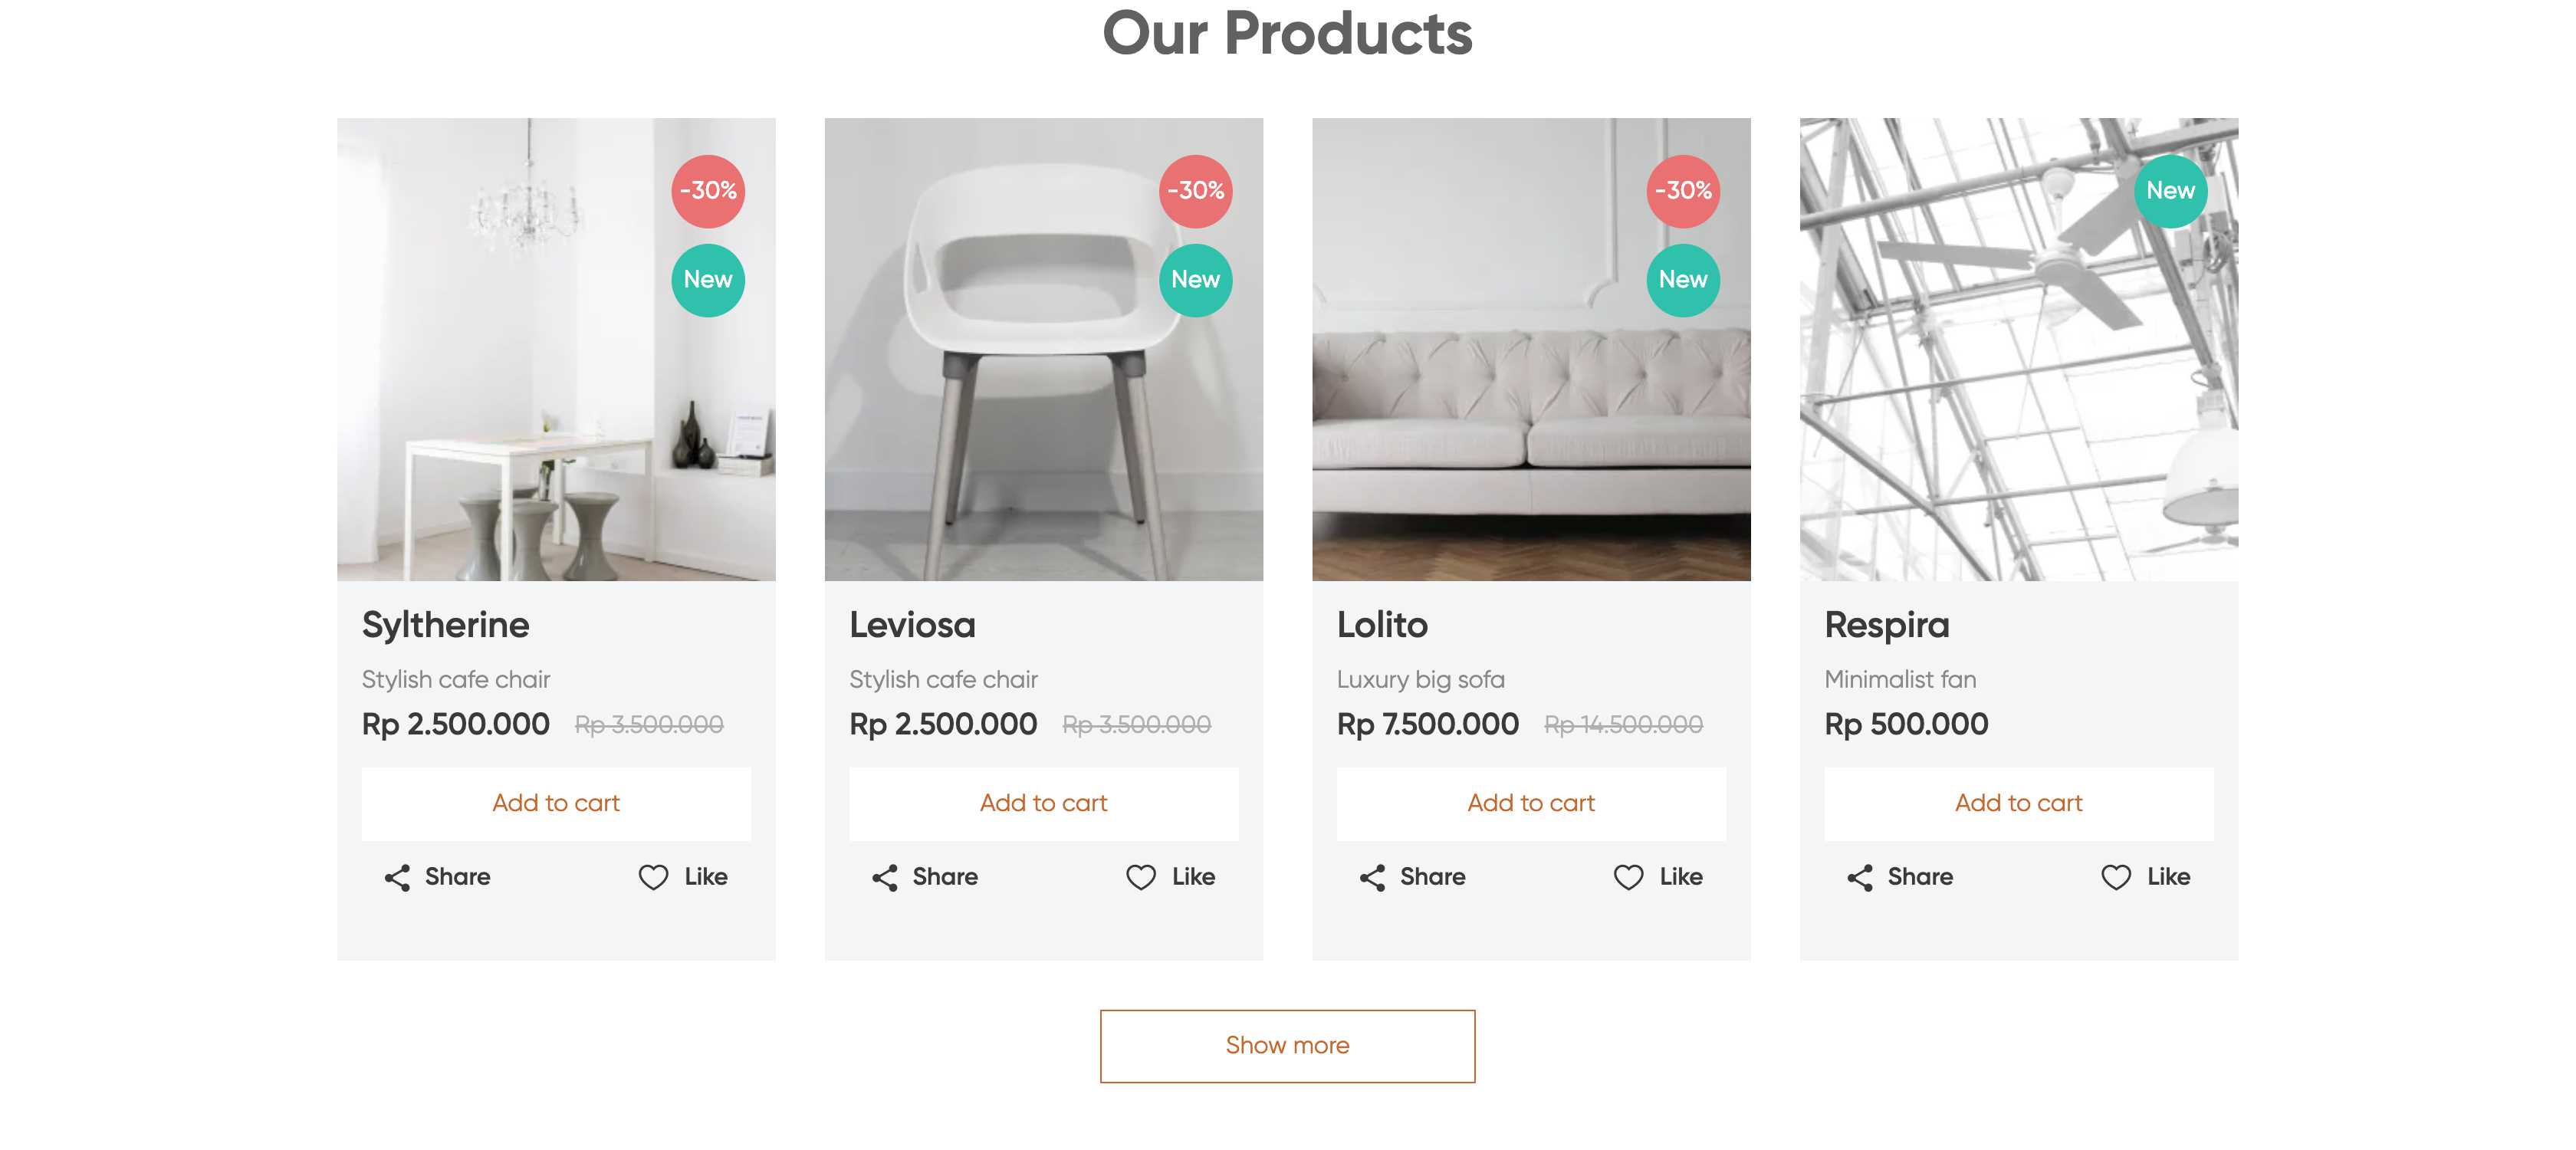 Our Products
-30%
New
Syltherine
Stylish cafe chair
Rp 2.500.000 Rp 3.500.000
Add to cart
Share Like
-30%
New
Leviosa
Stylish cafe chair
Rp 2.500.000 Rp 3.500.000
Add to cart
Share Like
-30%
New
Lolito
Luxury big sofa
Rp 7.500.000 Rp 14.500.000
Add to cart
Share Like
New
Respira
Minimalist fan
Rp 500.000
Add to cart
Share Like
Show more